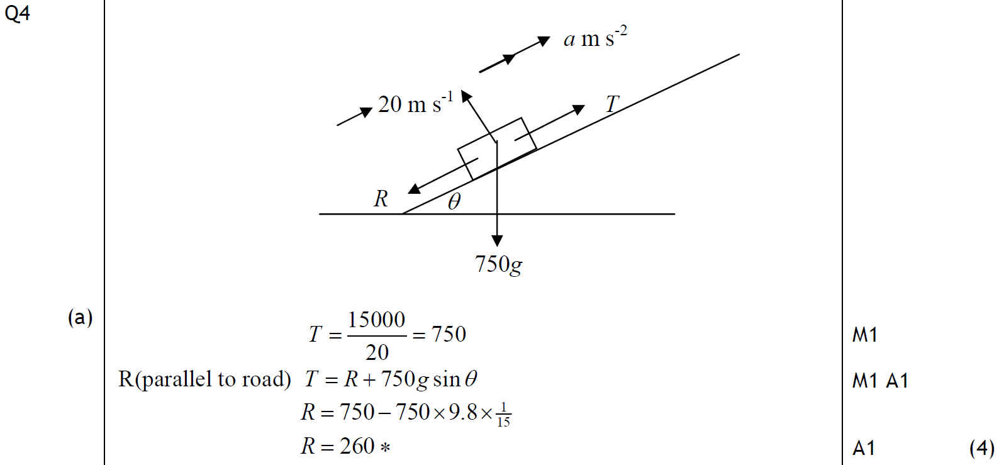 Q4
a m s⁻²
20 m s⁻¹
T
R
θ
750g
(a)
T = 15000/20 = 750 M1
R(parallel to road) T = R + 750g sin θ M1 A1
R = 750 − 750 × 9.8 × 1/15
R = 260 * A1 (4)